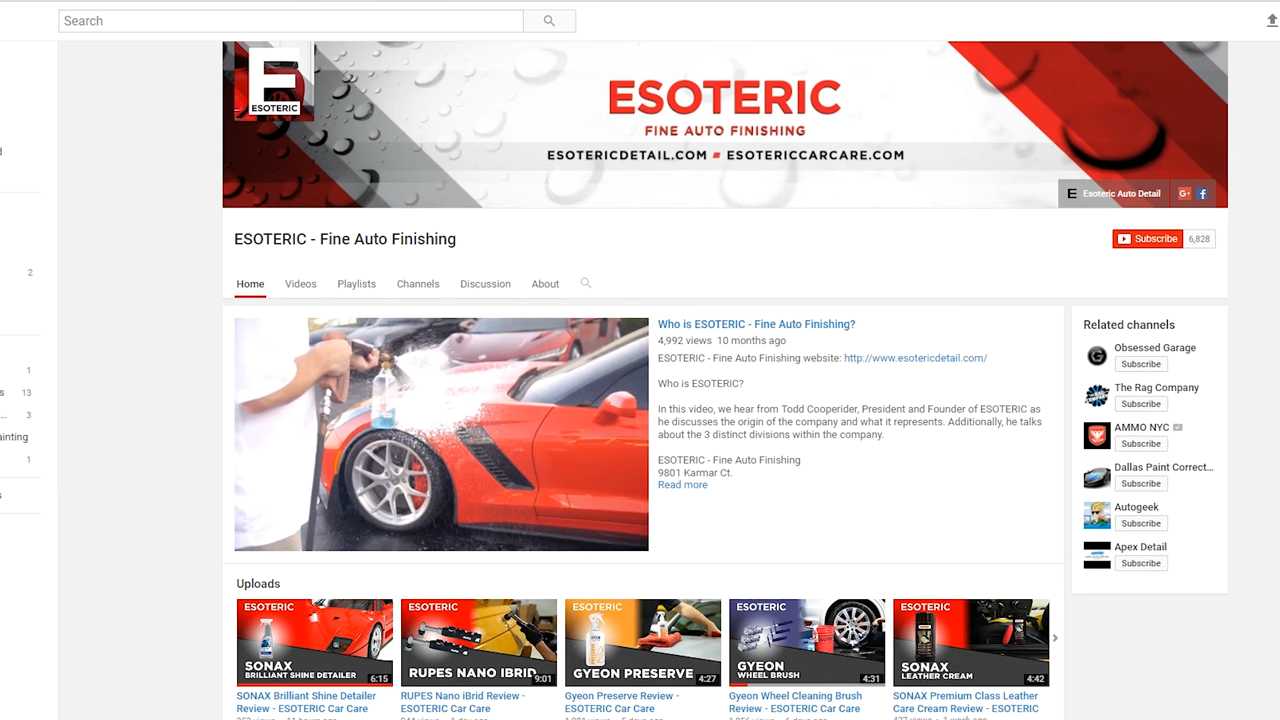 Search
E
ESOTERIC
ESOTERIC
FINE AUTO FINISHING
ESOTERICDETAIL.COM ESOTERICCARCARE.COM
E Esoteric Auto Detail
G+ f
ESOTERIC - Fine Auto Finishing
Subscribe 6,828
2
Home Videos Playlists Channels Discussion About
Who is ESOTERIC - Fine Auto Finishing?
4,992 views 10 months ago
ESOTERIC - Fine Auto Finishing website: http://www.esotericdetail.com/
Who is ESOTERIC?
In this video, we hear from Todd Cooperider, President and Founder of ESOTERIC as
he discusses the origin of the company and what it represents. Additionally, he talks
about the 3 distinct divisions within the company.
ESOTERIC - Fine Auto Finishing
9801 Karmar Ct.
Read more
Related channels
Obsessed Garage
Subscribe
The Rag Company
Subscribe
AMMO NYC
Subscribe
Dallas Paint Correct...
Subscribe
Autogeek
Subscribe
Apex Detail
Subscribe
1
s 13
... 3
ainting
1
s
Uploads
ESOTERIC
SONAX
BRILLIANT SHINE DETAILER
6:15
SONAX Brilliant Shine Detailer
Review - ESOTERIC Car Care
ESOTERIC
RUPES NANO IBRID
9:01
RUPES Nano iBrid Review -
ESOTERIC Car Care
ESOTERIC
GYEON PRESERVE
4:27
Gyeon Preserve Review -
ESOTERIC Car Care
ESOTERIC
GYEON
WHEEL BRUSH
4:31
Gyeon Wheel Cleaning Brush
Review - ESOTERIC Car Care
ESOTERIC
SONAX
LEATHER CREAM
4:42
SONAX Premium Class Leather
Care Cream Review - ESOTERIC